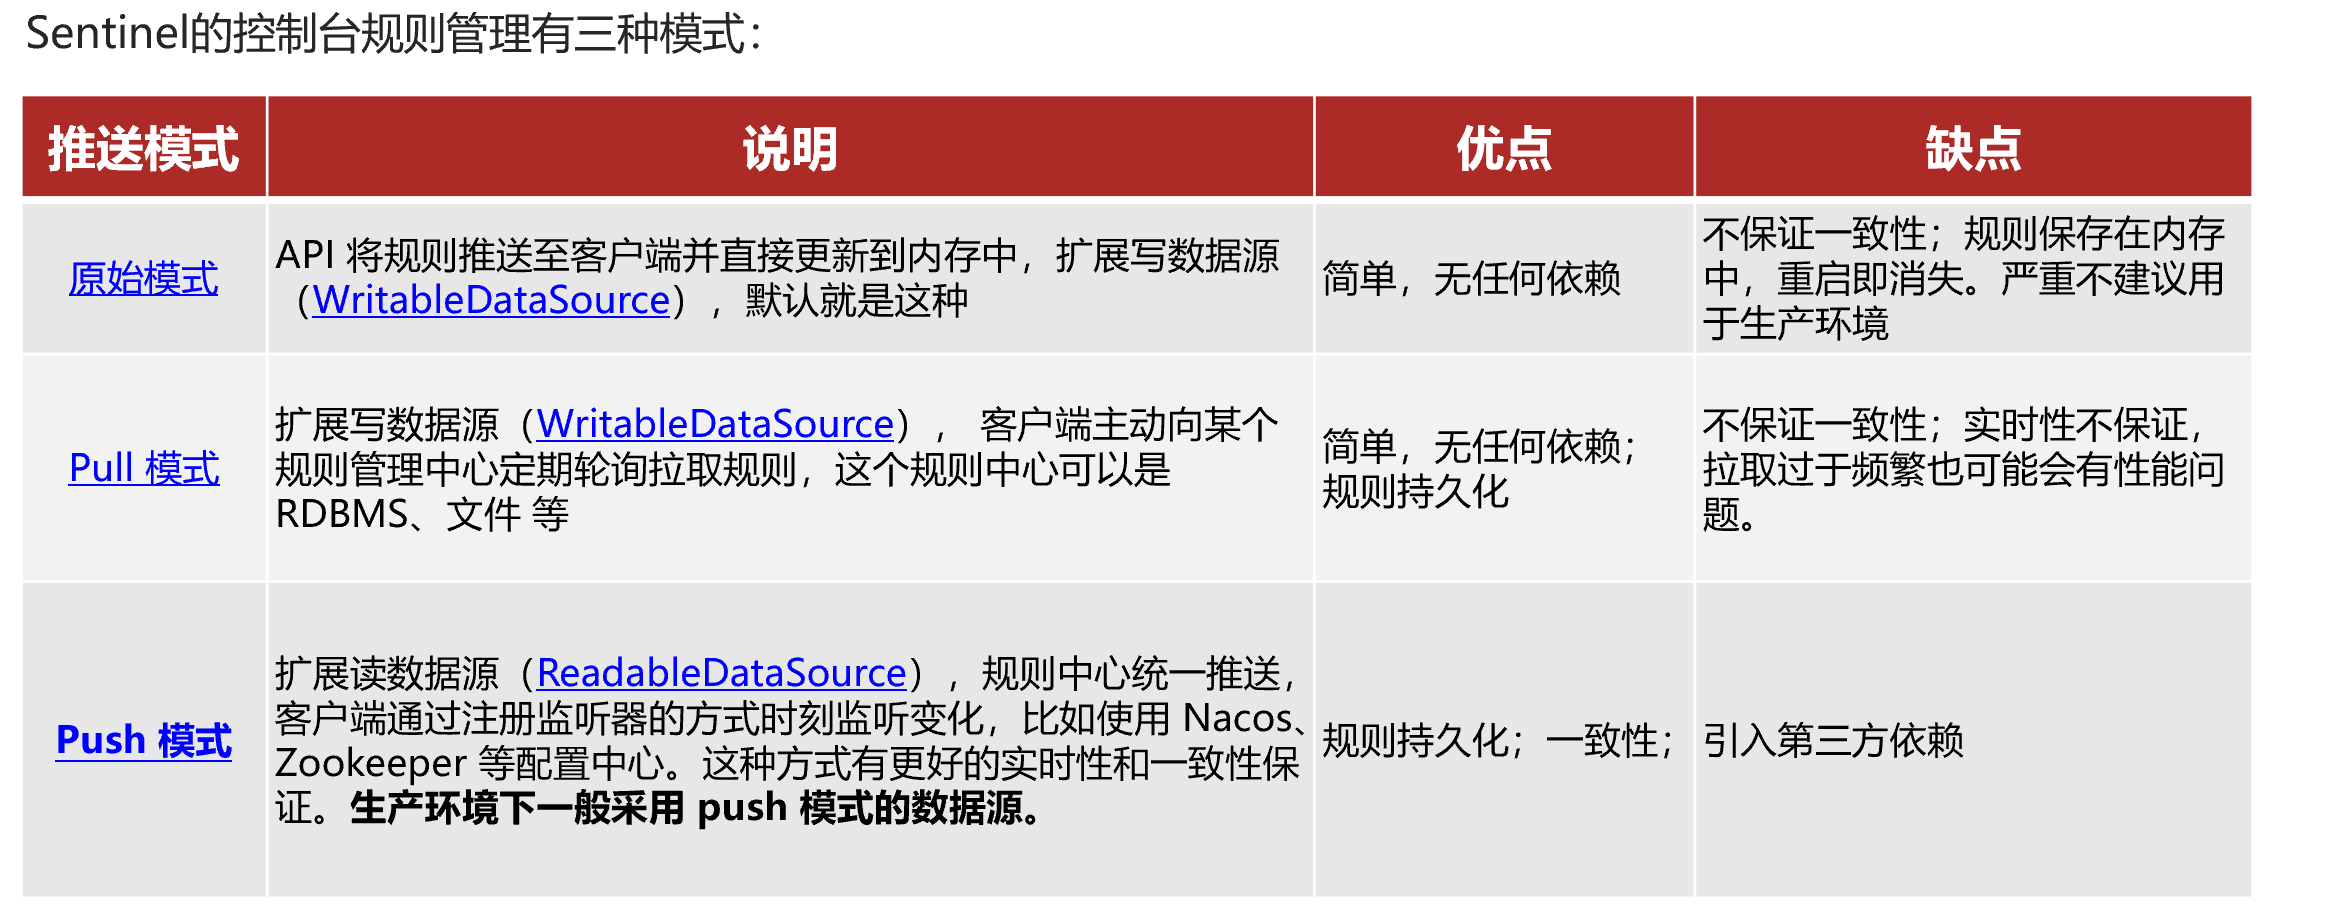 Sentinel的控制台规则管理有三种模式：
推送模式
说明
优点
缺点
原始模式
API 将规则推送至客户端并直接更新到内存中，扩展写数据源
（WritableDataSource），默认就是这种
简单，无任何依赖
不保证一致性；规则保存在内存
中，重启即消失。严重不建议用
于生产环境
Pull 模式
扩展写数据源（WritableDataSource）， 客户端主动向某个
规则管理中心定期轮询拉取规则，这个规则中心可以是
RDBMS、文件 等
简单，无任何依赖；
规则持久化
不保证一致性；实时性不保证，
拉取过于频繁也可能会有性能问
题。
Push 模式
扩展读数据源（ReadableDataSource），规则中心统一推送，
客户端通过注册监听器的方式时刻监听变化，比如使用 Nacos、
Zookeeper 等配置中心。这种方式有更好的实时性和一致性保
证。生产环境下一般采用 push 模式的数据源。
规则持久化；一致性；
引入第三方依赖